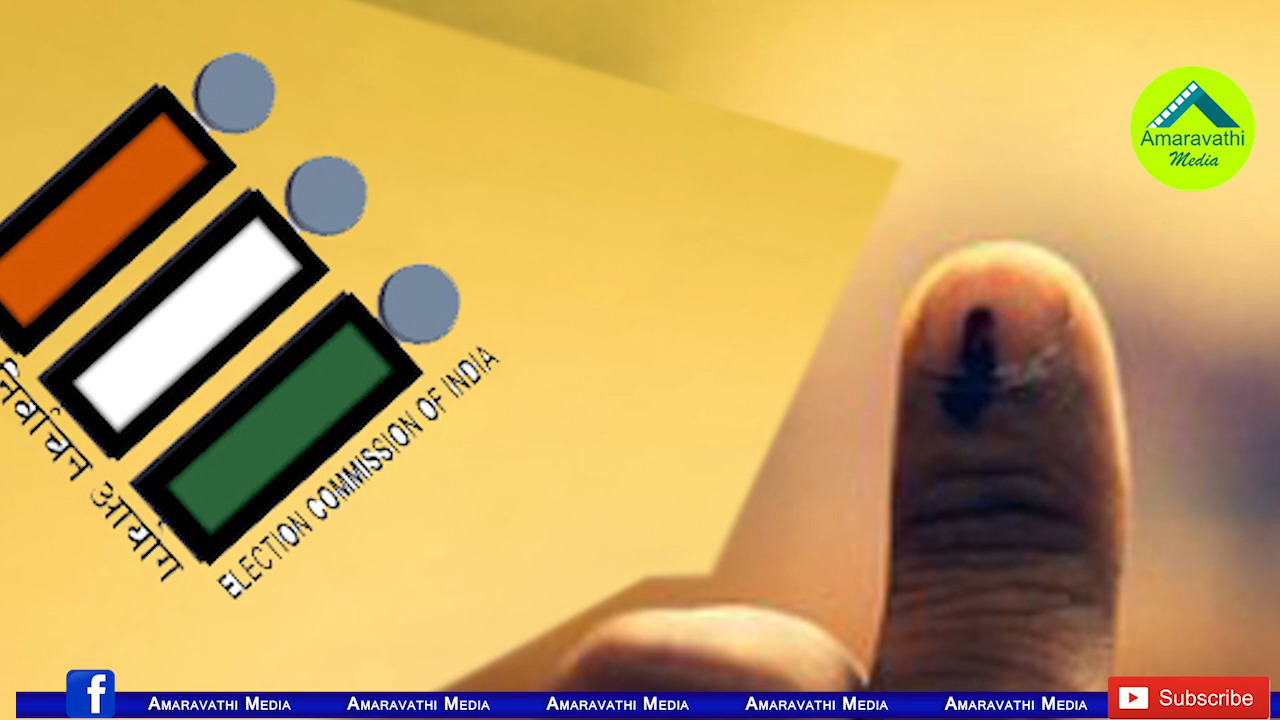 Amaravathi
Media
निर्वाचन आयोग
ELECTION COMMISSION OF INDIA
f
AMARAVATHI MEDIA AMARAVATHI MEDIA AMARAVATHI MEDIA AMARAVATHI MEDIA AMARAVATHI MEDIA
Subscribe